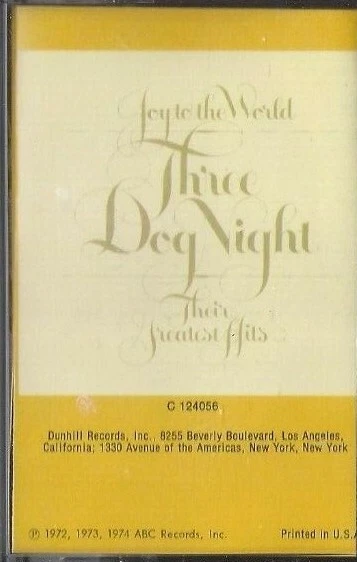 Joy to the World
Three
Dog Night
Their
Greatest Hits
C 124056
Dunhill Records, Inc., 8255 Beverly Boulevard, Los Angeles,
California; 1330 Avenue of the Americas, New York, New York
℗ 1972, 1973, 1974 ABC Records, Inc.
Printed in U.S.A